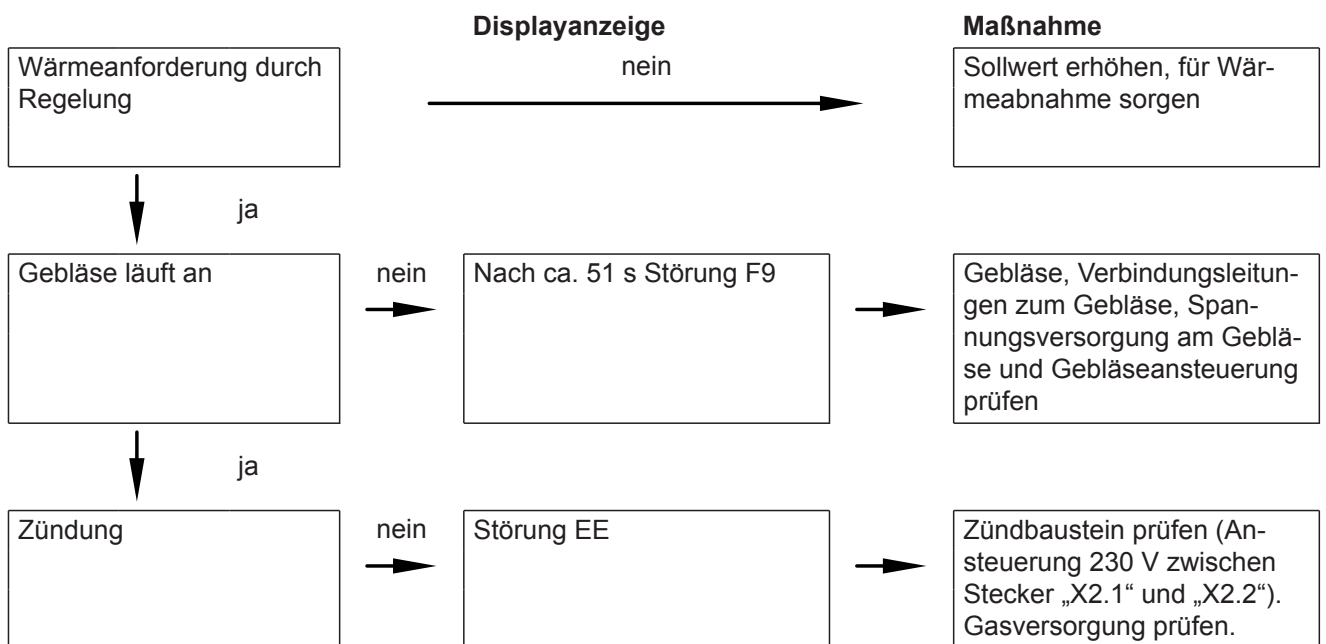 Displayanzeige
Maßnahme
Wärmeanforderung durch
Regelung
nein
Sollwert erhöhen, für Wär-
meabnahme sorgen
ja
Gebläse läuft an
nein
Nach ca. 51 s Störung F9
Gebläse, Verbindungsleitun-
gen zum Gebläse, Span-
nungsversorgung am Geblä-
se und Gebläseansteuerung
prüfen
ja
Zündung
nein
Störung EE
Zündbaustein prüfen (An-
steuerung 230 V zwischen
Stecker „X2.1“ und „X2.2“).
Gasversorgung prüfen.